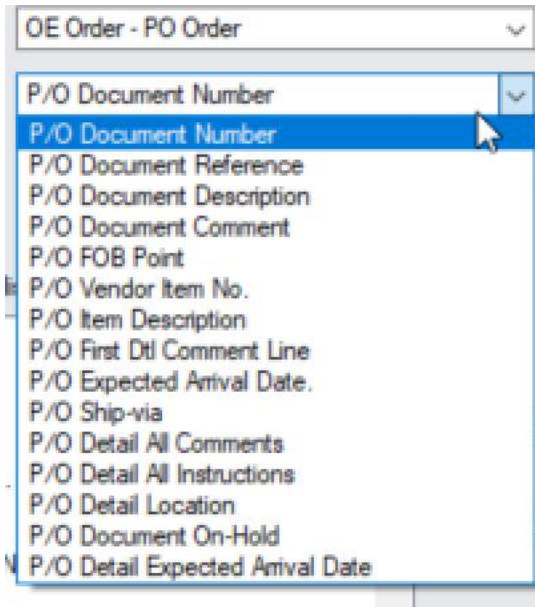 OE Order - PO Order
P/O Document Number
P/O Document Number
P/O Document Reference
P/O Document Description
P/O Document Comment
P/O FOB Point
P/O Vendor Item No.
P/O Item Description
P/O First Dtl Comment Line
P/O Expected Arrival Date.
P/O Ship-via
P/O Detail All Comments
P/O Detail All Instructions
P/O Detail Location
P/O Document On-Hold
P/O Detail Expected Arrival Date